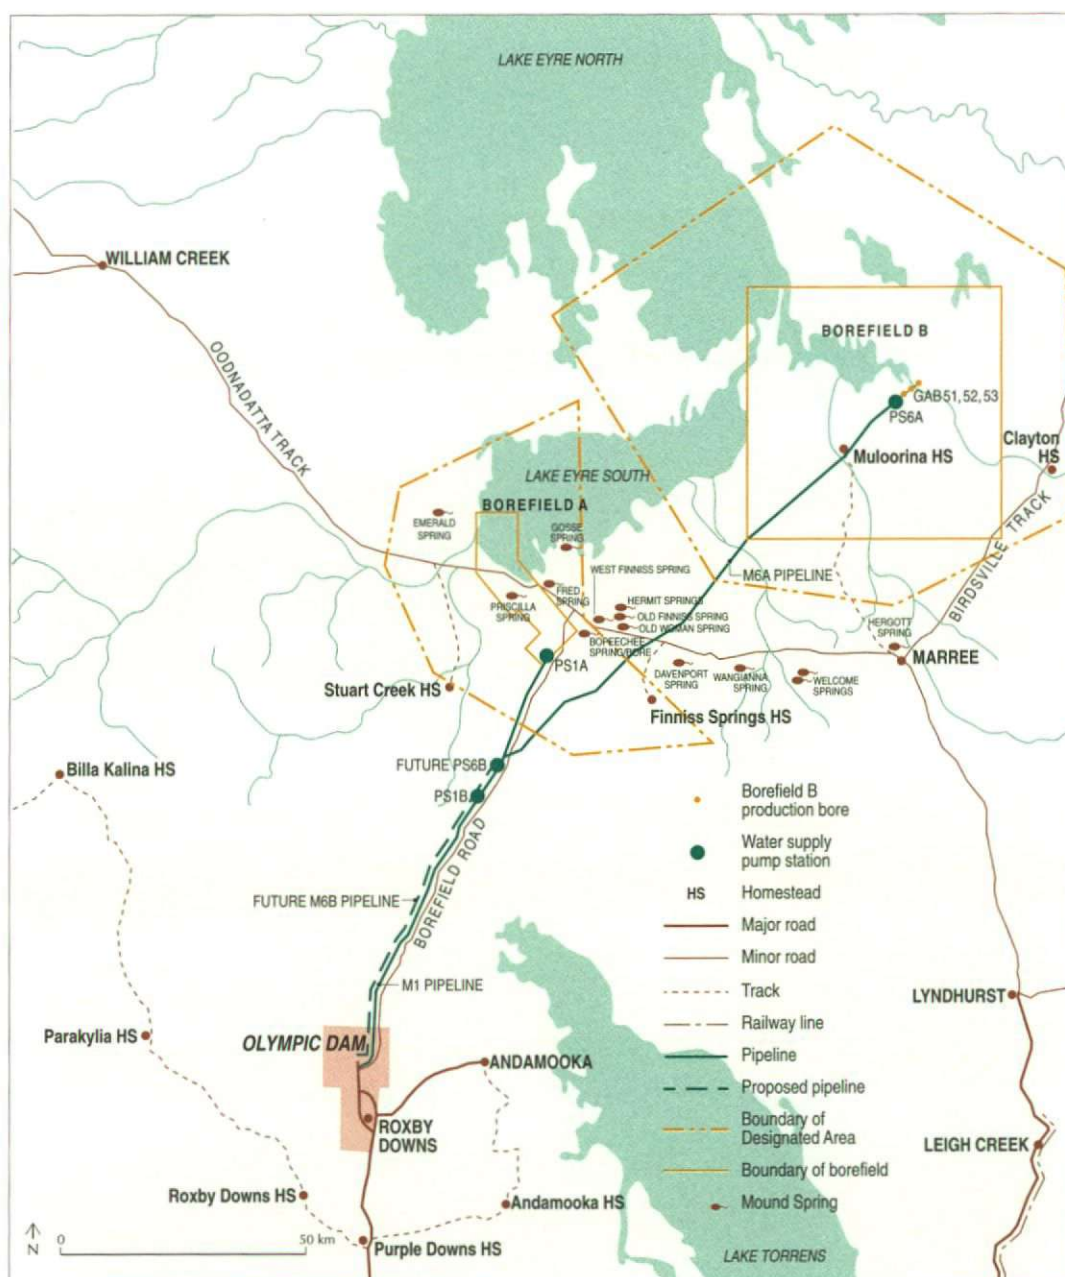 LAKE EYRE NORTH
WILLIAM CREEK
OODNADATTA TRACK
BOREFIELD B
GAB 51, 52, 53
PS6A
Clayton
HS
Muloorina HS
LAKE EYRE SOUTH
BOREFIELD A
EMERALD
SPRING
GOSSE
SPRING
WEST FINNISS SPRING
M6A PIPELINE
BIRDSVILLE TRACK
FRED
SPRING
PRISCILLA
SPRING
HERMIT SPRINGS
OLD FINNISS SPRING
OLD WOMAN SPRING
BOPEECHEE
SPRING/BORE
HERGOTT
SPRING
MARREE
PS1A
DAVENPORT
SPRING
WANGIANNA
SPRING
WELCOME
SPRINGS
Stuart Creek HS
Finniss Springs HS
Billa Kalina HS
FUTURE PS6B
PS1B
BOREFIELD ROAD
FUTURE M6B PIPELINE
M1 PIPELINE
Borefield B
production bore
Water supply
pump station
HS Homestead
Major road
Minor road
Track
Railway line
Pipeline
Proposed pipeline
Boundary of
Designated Area
Boundary of borefield
Mound Spring
LYNDHURST
Parakylia HS
OLYMPIC DAM
ANDAMOOKA
ROXBY
DOWNS
LEIGH CREEK
Roxby Downs HS
Andamooka HS
Purple Downs HS
LAKE TORRENS
N
0 50 km